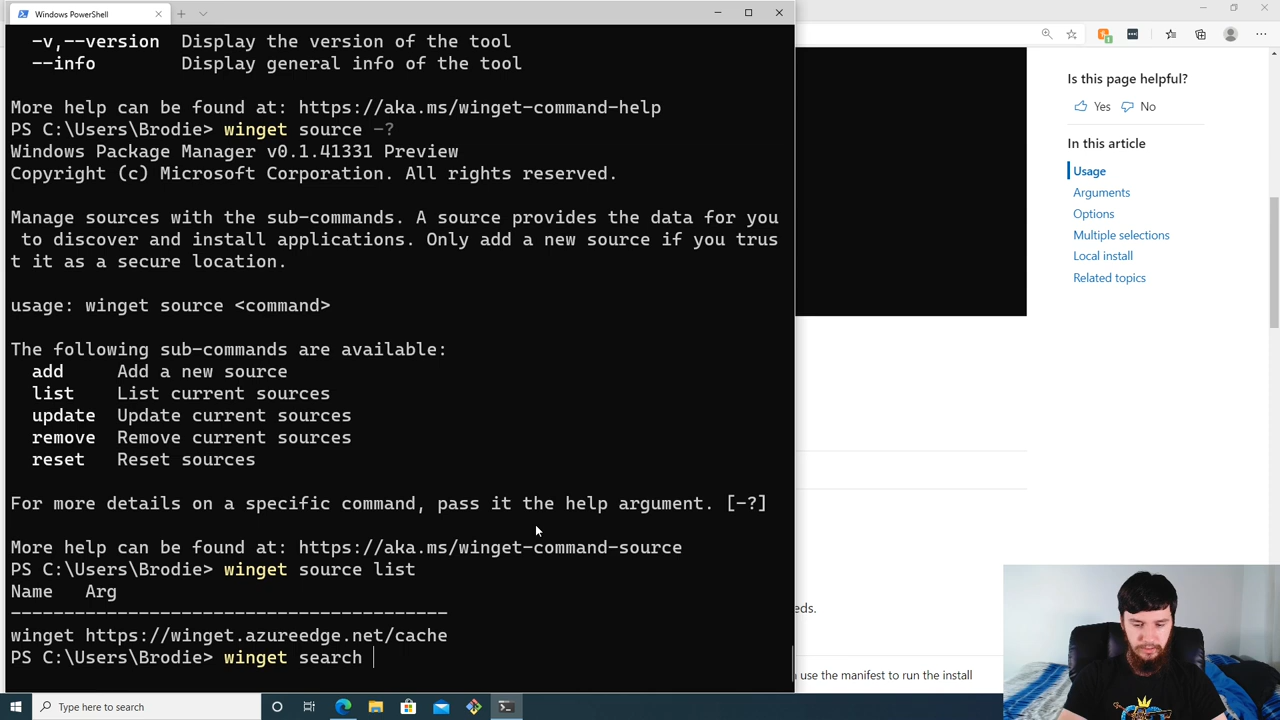 Windows PowerShell
-v,--version  Display the version of the tool
--info        Display general info of the tool
More help can be found at: https://aka.ms/winget-command-help
PS C:\Users\Brodie> winget source -?
Windows Package Manager v0.1.41331 Preview
Copyright (c) Microsoft Corporation. All rights reserved.
Manage sources with the sub-commands. A source provides the data for you
 to discover and install applications. Only add a new source if you trus
t it as a secure location.
usage: winget source <command>
The following sub-commands are available:
add     Add a new source
list    List current sources
update  Update current sources
remove  Remove current sources
reset   Reset sources
For more details on a specific command, pass it the help argument. [-?]
More help can be found at: https://aka.ms/winget-command-source
PS C:\Users\Brodie> winget source list
Name   Arg
-----------------------------------------
winget https://winget.azureedge.net/cache
PS C:\Users\Brodie> winget search
Is this page helpful?
Yes No
In this article
Usage
Arguments
Options
Multiple selections
Local install
Related topics
eds.
use the manifest to run the install
Type here to search